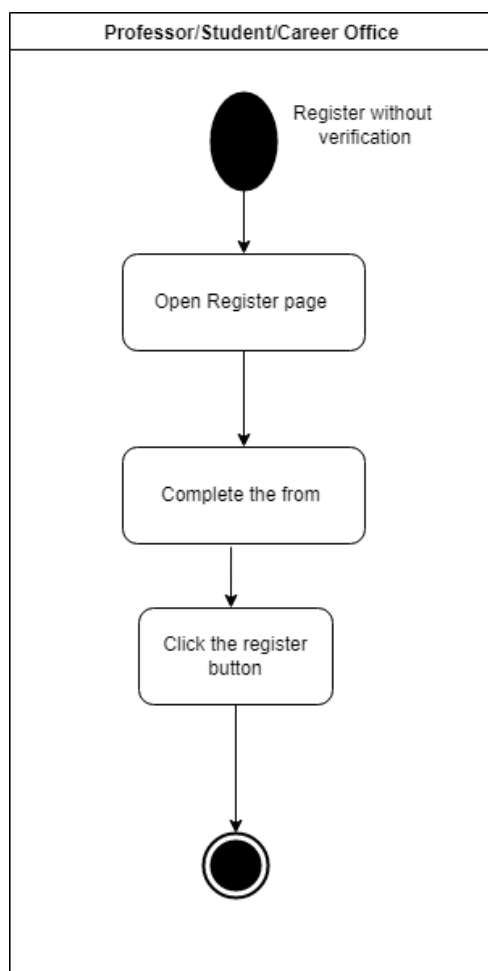 Professor/Student/Career Office
Register without
verification
Open Register page
Complete the from
Click the register
button